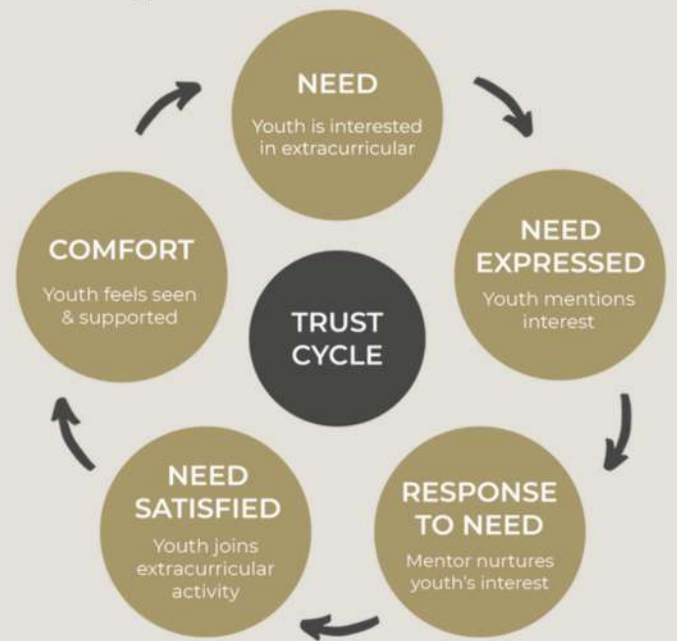 NEED
Youth is interested
in extracurricular
NEED
EXPRESSED
Youth mentions
interest
RESPONSE
TO NEED
Mentor nurtures
youth's interest
NEED
SATISFIED
Youth joins
extracurricular
activity
COMFORT
Youth feels seen
& supported
TRUST
CYCLE